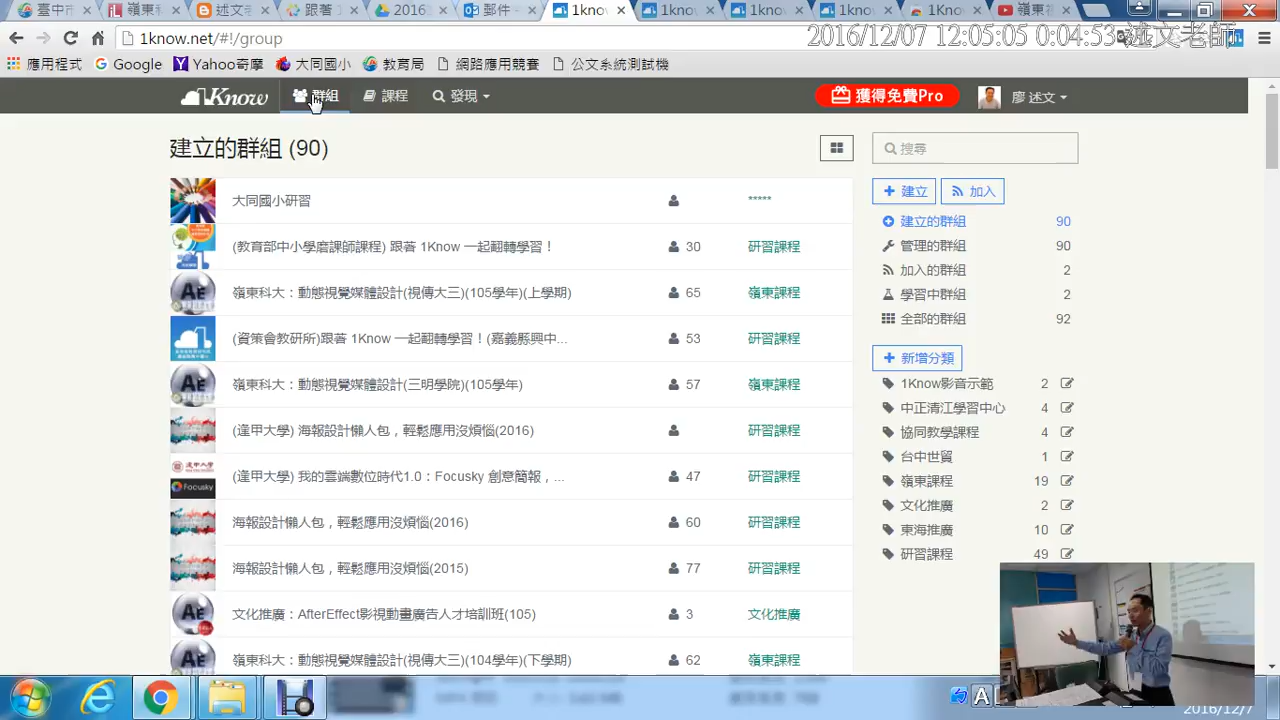 臺中市
嶺東科
述文老
跟著 1
2016
02 郵件
1know
1know
1know
1know
1Kno
嶺東科
1know.net/#!/group
2016/12/07 12:05:05 0:04:53 述文老師
應用程式 Google Yahoo奇摩 大同國小 教育局 網路應用競賽 公文系統測試機
1Know 群組 課程 發現 獲得免費Pro 廖 述文
建立的群組 (90)
搜尋
大同國小研習 *****
(教育部中小學磨課師課程) 跟著 1Know 一起翻轉學習！ 30 研習課程
嶺東科大：動態視覺媒體設計(視傳大三)(105學年)(上學期) 65 嶺東課程
(資策會教研所)跟著 1Know 一起翻轉學習！(嘉義縣興中... 53 研習課程
嶺東科大：動態視覺媒體設計(三明學院)(105學年) 57 嶺東課程
(逢甲大學) 海報設計懶人包，輕鬆應用沒煩惱(2016) 研習課程
(逢甲大學) 我的雲端數位時代1.0：Focusky 創意簡報，... 47 研習課程
海報設計懶人包，輕鬆應用沒煩惱(2016) 60 研習課程
海報設計懶人包，輕鬆應用沒煩惱(2015) 77 研習課程
文化推廣：AfterEffect影視動畫廣告人才培訓班(105) 3 文化推廣
嶺東科大：動態視覺媒體設計(視傳大三)(104學年)(下學期) 62 嶺東課程
AE
AE
逢甲大學
Focusky
AE
AE
建立 加入
建立的群組 90
管理的群組 90
加入的群組 2
學習中群組 2
全部的群組 92
新增分類
1Know影音示範 2
中正清江學習中心 4
協同教學課程 4
台中世貿 1
嶺東課程 19
文化推廣 2
東海推廣 10
研習課程 49
A
2016/12/7